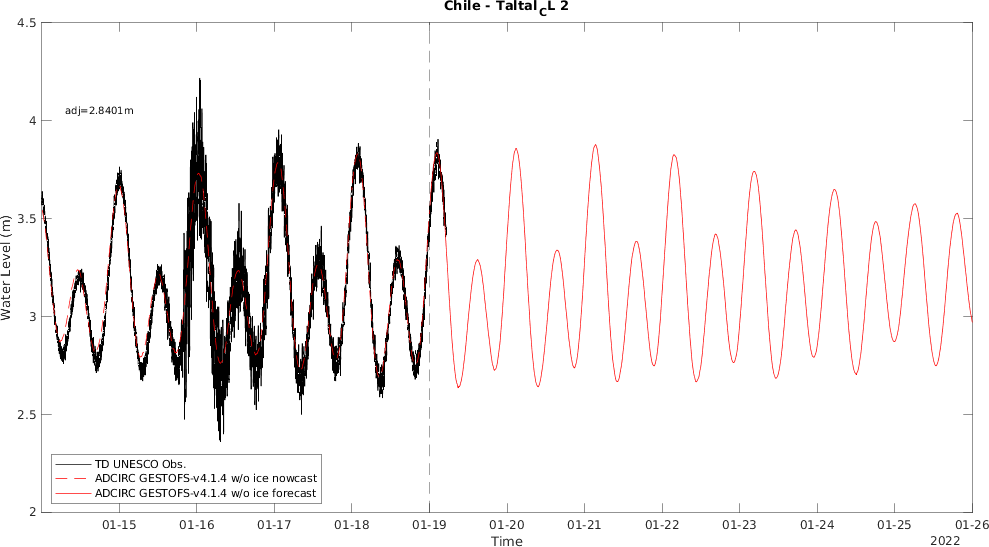 Chile - Taltal_CL 2
4.5
4
3.5
3
2.5
2
Water Level (m)
adj=2.8401m
TD UNESCO Obs.
ADCIRC GESTOFS-v4.1.4 w/o ice nowcast
ADCIRC GESTOFS-v4.1.4 w/o ice forecast
01-15 01-16 01-17 01-18 01-19 01-20 01-21 01-22 01-23 01-24 01-25 01-26
Time
2022